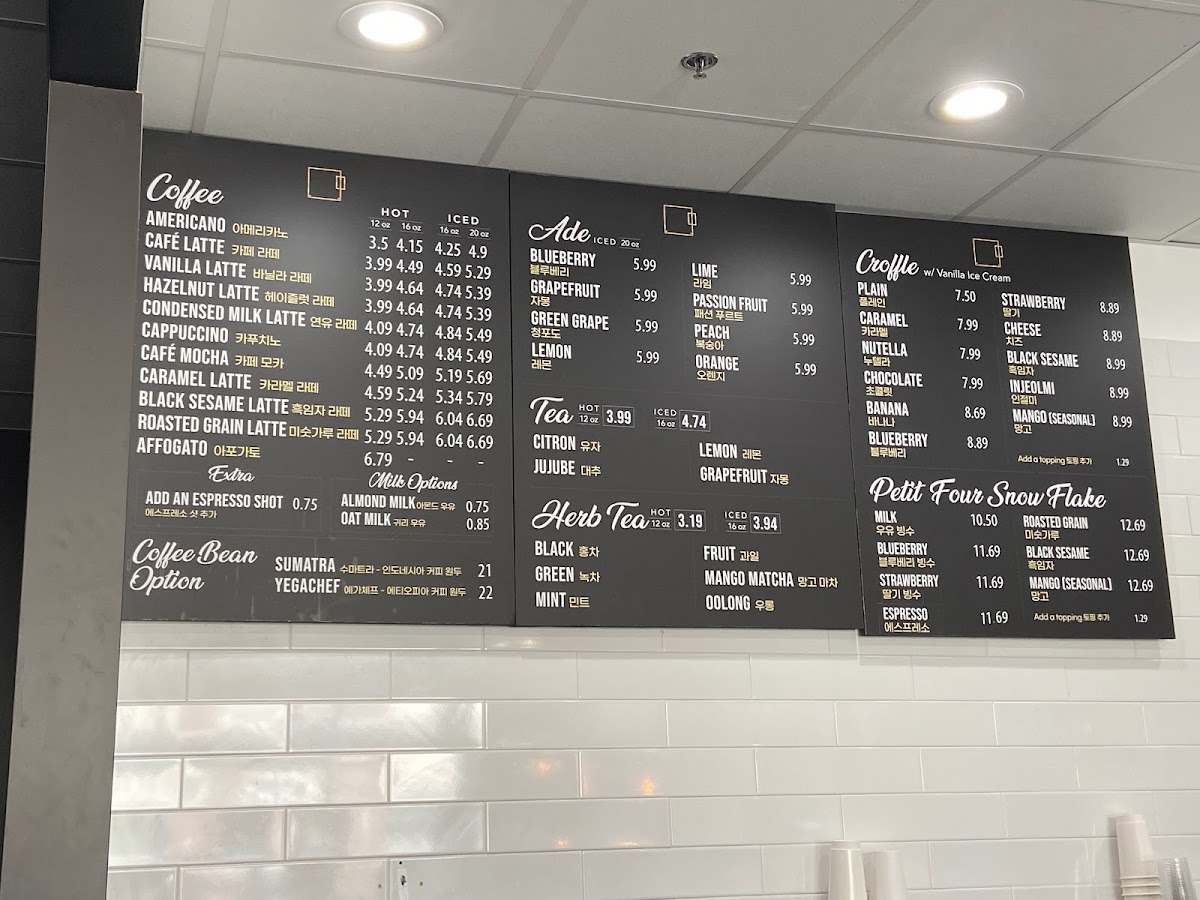 Coffee
HOT ICED
12 oz 16 oz 16 oz 20 oz
AMERICANO 아메리카노 3.5 4.15 4.25 4.9
CAFÉ LATTE 카페 라떼 3.99 4.49 4.59 5.29
VANILLA LATTE 바닐라 라떼 3.99 4.64 4.74 5.39
HAZELNUT LATTE 헤이즐럿 라떼 3.99 4.64 4.74 5.39
CONDENSED MILK LATTE 연유 라떼 4.09 4.74 4.84 5.49
CAPPUCCINO 카푸치노 4.09 4.74 4.84 5.49
CAFÉ MOCHA 카페 모카 4.49 5.09 5.19 5.69
CARAMEL LATTE 카라멜 라떼 4.59 5.24 5.34 5.79
BLACK SESAME LATTE 흑임자 라떼 5.29 5.94 6.04 6.69
ROASTED GRAIN LATTE 미숫가루 라떼 5.29 5.94 6.04 6.69
AFFOGATO 아포가토 6.79 - - -
Extra
ADD AN ESPRESSO SHOT 0.75
에스프레소 샷 추가
Milk Options
ALMOND MILK 아몬드 우유 0.75
OAT MILK 귀리 우유 0.85
Coffee Bean
Option
SUMATRA 수마트라 - 인도네시아 커피 원두 21
YEGACHEF 예가체프 - 에티오피아 커피 원두 22
Ade ICED 20 oz
BLUEBERRY 5.99
블루베리
GRAPEFRUIT 5.99
자몽
GREEN GRAPE 5.99
청포도
LEMON 5.99
레몬
LIME 5.99
라임
PASSION FRUIT 5.99
패션 푸르트
PEACH 5.99
복숭아
ORANGE 5.99
오렌지
Tea HOT 12 oz 3.99 ICED 16 oz 4.74
CITRON 유자
JUJUBE 대추
LEMON 레몬
GRAPEFRUIT 자몽
Herb Tea HOT 12 oz 3.19 ICED 16 oz 3.94
BLACK 홍차
GREEN 녹차
MINT 민트
FRUIT 과일
MANGO MATCHA 망고 마차
OOLONG 우롱
Croffle w/ Vanilla Ice Cream
PLAIN 7.50
플레인
CARAMEL 7.99
카라멜
NUTELLA 7.99
누텔라
CHOCOLATE 7.99
초콜릿
BANANA 8.69
바나나
BLUEBERRY 8.89
블루베리
STRAWBERRY 8.89
딸기
CHEESE 8.89
치즈
BLACK SESAME 8.99
흑임자
INJEOLMI 8.99
인절미
MANGO (SEASONAL) 8.99
망고
Add a topping 토핑 추가 1.29
Petit Four Snow Flake
MILK 10.50
우유 빙수
BLUEBERRY 11.69
블루베리 빙수
STRAWBERRY 11.69
딸기 빙수
ESPRESSO 11.69
에스프레소
ROASTED GRAIN 12.69
미숫가루
BLACK SESAME 12.69
흑임자
MANGO (SEASONAL) 12.69
망고
Add a topping 토핑 추가 1.29